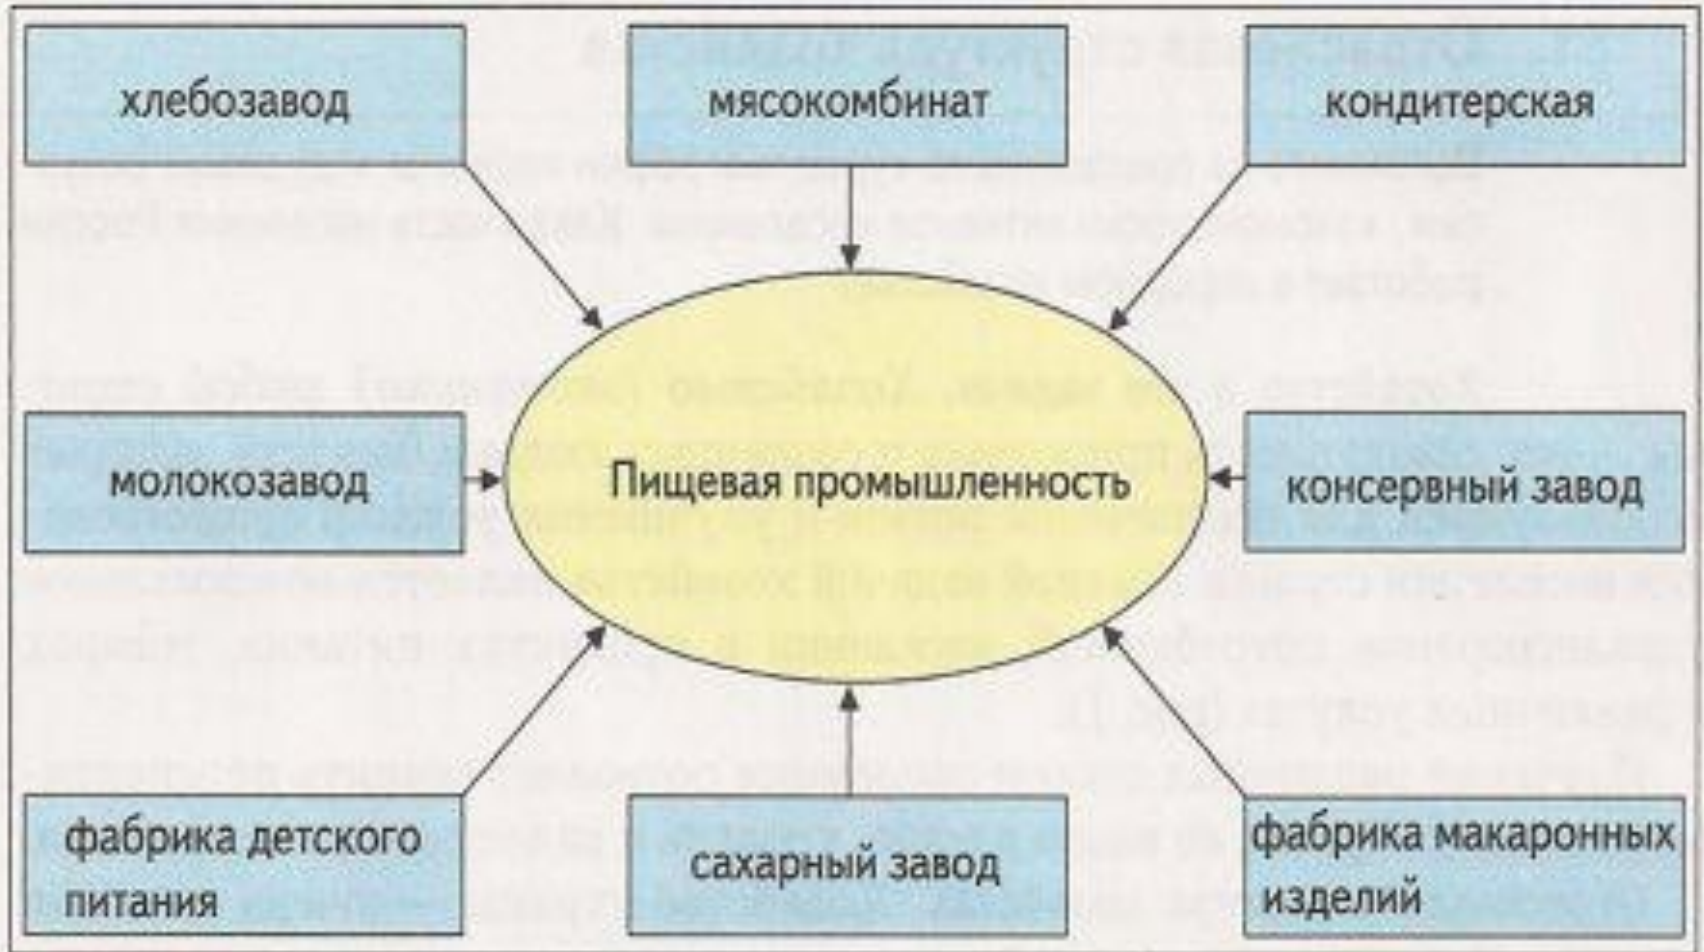 хлебозавод
мясокомбинат
кондитерская
молокозавод
Пищевая промышленность
консервный завод
фабрика детского
питания
сахарный завод
фабрика макаронных
изделий